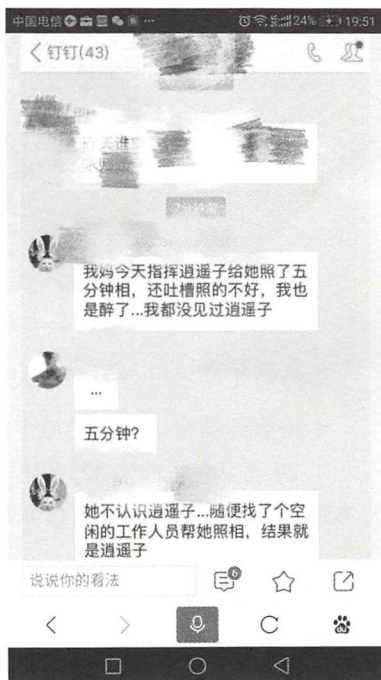 中国电信
24%
19:51
钉钉(43)
我妈今天指挥逍遥子给她照了五
分钟相，还吐槽照的不好，我也
是醉了...我都没见过逍遥子
...
五分钟？
她不认识逍遥子...随便找了个空
闲的工作人员帮她照相，结果就
是逍遥子
说说你的看法
6
du